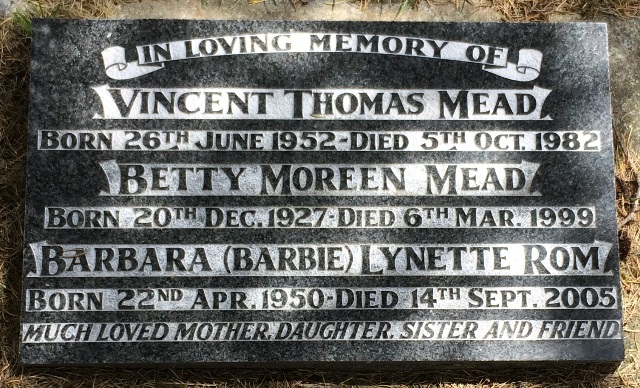 IN LOVING MEMORY OF
VINCENT THOMAS MEAD
BORN 26TH JUNE 1952-DIED 5TH OCT. 1982
BETTY MOREEN MEAD
BORN 20TH DEC. 1927-DIED 6TH MAR. 1999
BARBARA (BARBIE) LYNETTE ROM
BORN 22ND APR. 1950-DIED 14TH SEPT. 2005
MUCH LOVED MOTHER, DAUGHTER, SISTER AND FRIEND